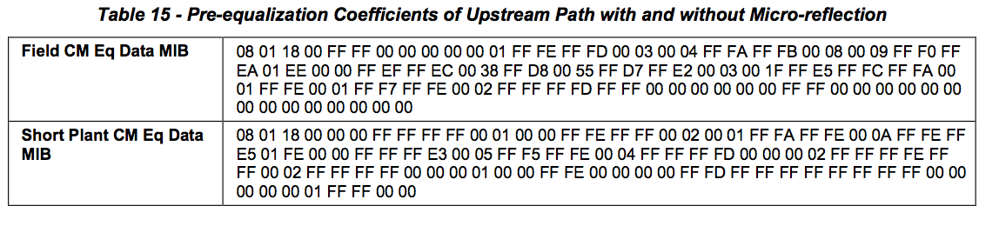 Table 15 - Pre-equalization Coefficients of Upstream Path with and without Micro-reflection
Field CM Eq Data MIB
08 01 18 00 FF FF 00 00 00 00 00 01 FF FE FF FD 00 03 00 04 FF FA FF FB 00 08 00 09 FF F0 FF
EA 01 EE 00 00 FF EF FF EC 00 38 FF D8 00 55 FF D7 FF E2 00 03 00 1F FF E5 FF FC FF FA 00
01 FF FE 00 01 FF F7 FF FE 00 02 FF FF FF FD FF FF 00 00 00 00 00 00 FF FF 00 00 00 00 00 00
00 00 00 00 00 00 00 00
Short Plant CM Eq Data
MIB
08 01 18 00 00 00 FF FF FF FF 00 01 00 00 FF FE FF FF 00 02 00 01 FF FA FF FE 00 0A FF FE FF
E5 01 FE 00 00 FF FF FF E3 00 05 FF F5 FF FE 00 04 FF FF FF FD 00 00 00 02 FF FF FF FE FF
FF 00 02 FF FF FF FF 00 00 00 01 00 00 FF FE 00 00 00 00 FF FD FF FF FF FF FF FF FF FF 00 00
00 00 00 01 FF FF 00 00